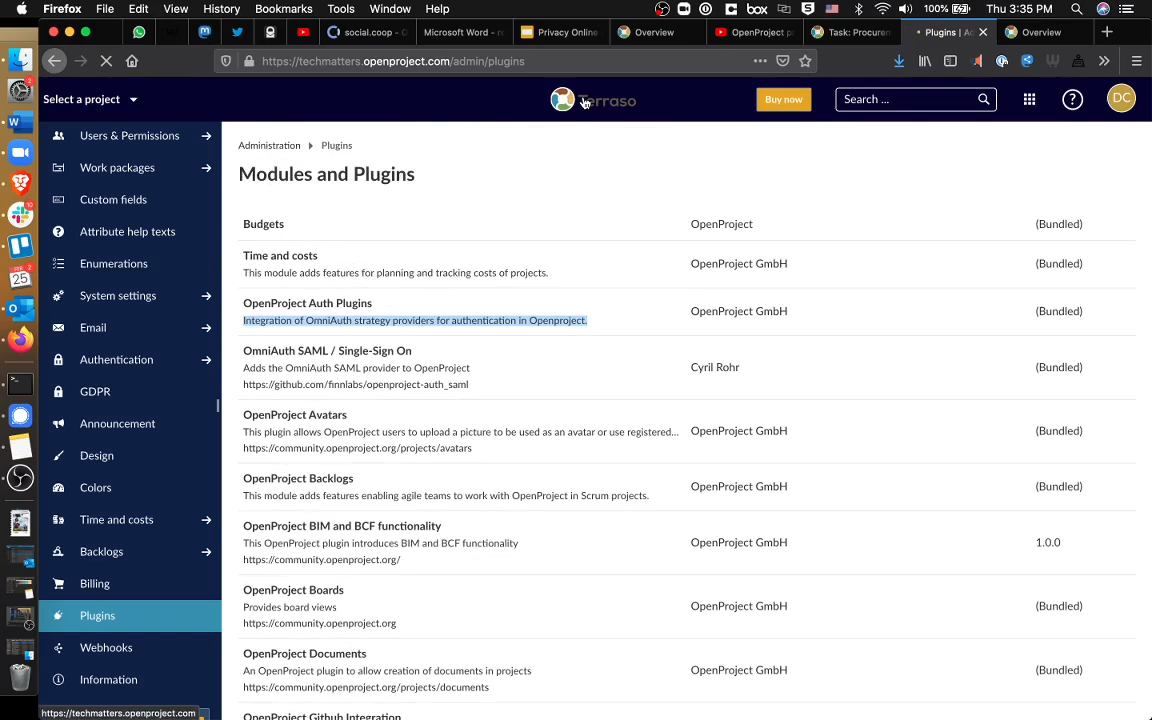 Firefox File Edit View History Bookmarks Tools Window Help
100% Thu 3:35 PM
social.coop - C
Microsoft Word - re
Privacy Online
Overview
OpenProject p
Task: Procuren
Plugins | Ad
Overview
https://techmatters.openproject.com/admin/plugins
Select a project
Terraso
Buy now
Search ...
DC
Users & Permissions
Work packages
Custom fields
Attribute help texts
Enumerations
System settings
Email
Authentication
GDPR
Announcement
Design
Colors
Time and costs
Backlogs
Billing
Plugins
Webhooks
Information
https://techmatters.openproject.com
Administration Plugins
Modules and Plugins
Budgets OpenProject (Bundled)
Time and costs
This module adds features for planning and tracking costs of projects.
OpenProject GmbH (Bundled)
OpenProject Auth Plugins
Integration of OmniAuth strategy providers for authentication in Openproject.
OpenProject GmbH (Bundled)
OmniAuth SAML / Single-Sign On
Adds the OmniAuth SAML provider to OpenProject
https://github.com/finnlabs/openproject-auth_saml
Cyril Rohr (Bundled)
OpenProject Avatars
This plugin allows OpenProject users to upload a picture to be used as an avatar or use registered...
https://community.openproject.org/projects/avatars
OpenProject GmbH (Bundled)
OpenProject Backlogs
This module adds features enabling agile teams to work with OpenProject in Scrum projects.
OpenProject GmbH (Bundled)
OpenProject BIM and BCF functionality
This OpenProject plugin introduces BIM and BCF functionality
https://community.openproject.org/
OpenProject GmbH 1.0.0
OpenProject Boards
Provides board views
https://community.openproject.org
OpenProject GmbH (Bundled)
OpenProject Documents
An OpenProject plugin to allow creation of documents in projects
https://community.openproject.org/projects/documents
OpenProject GmbH (Bundled)
OpenProject Github Integration